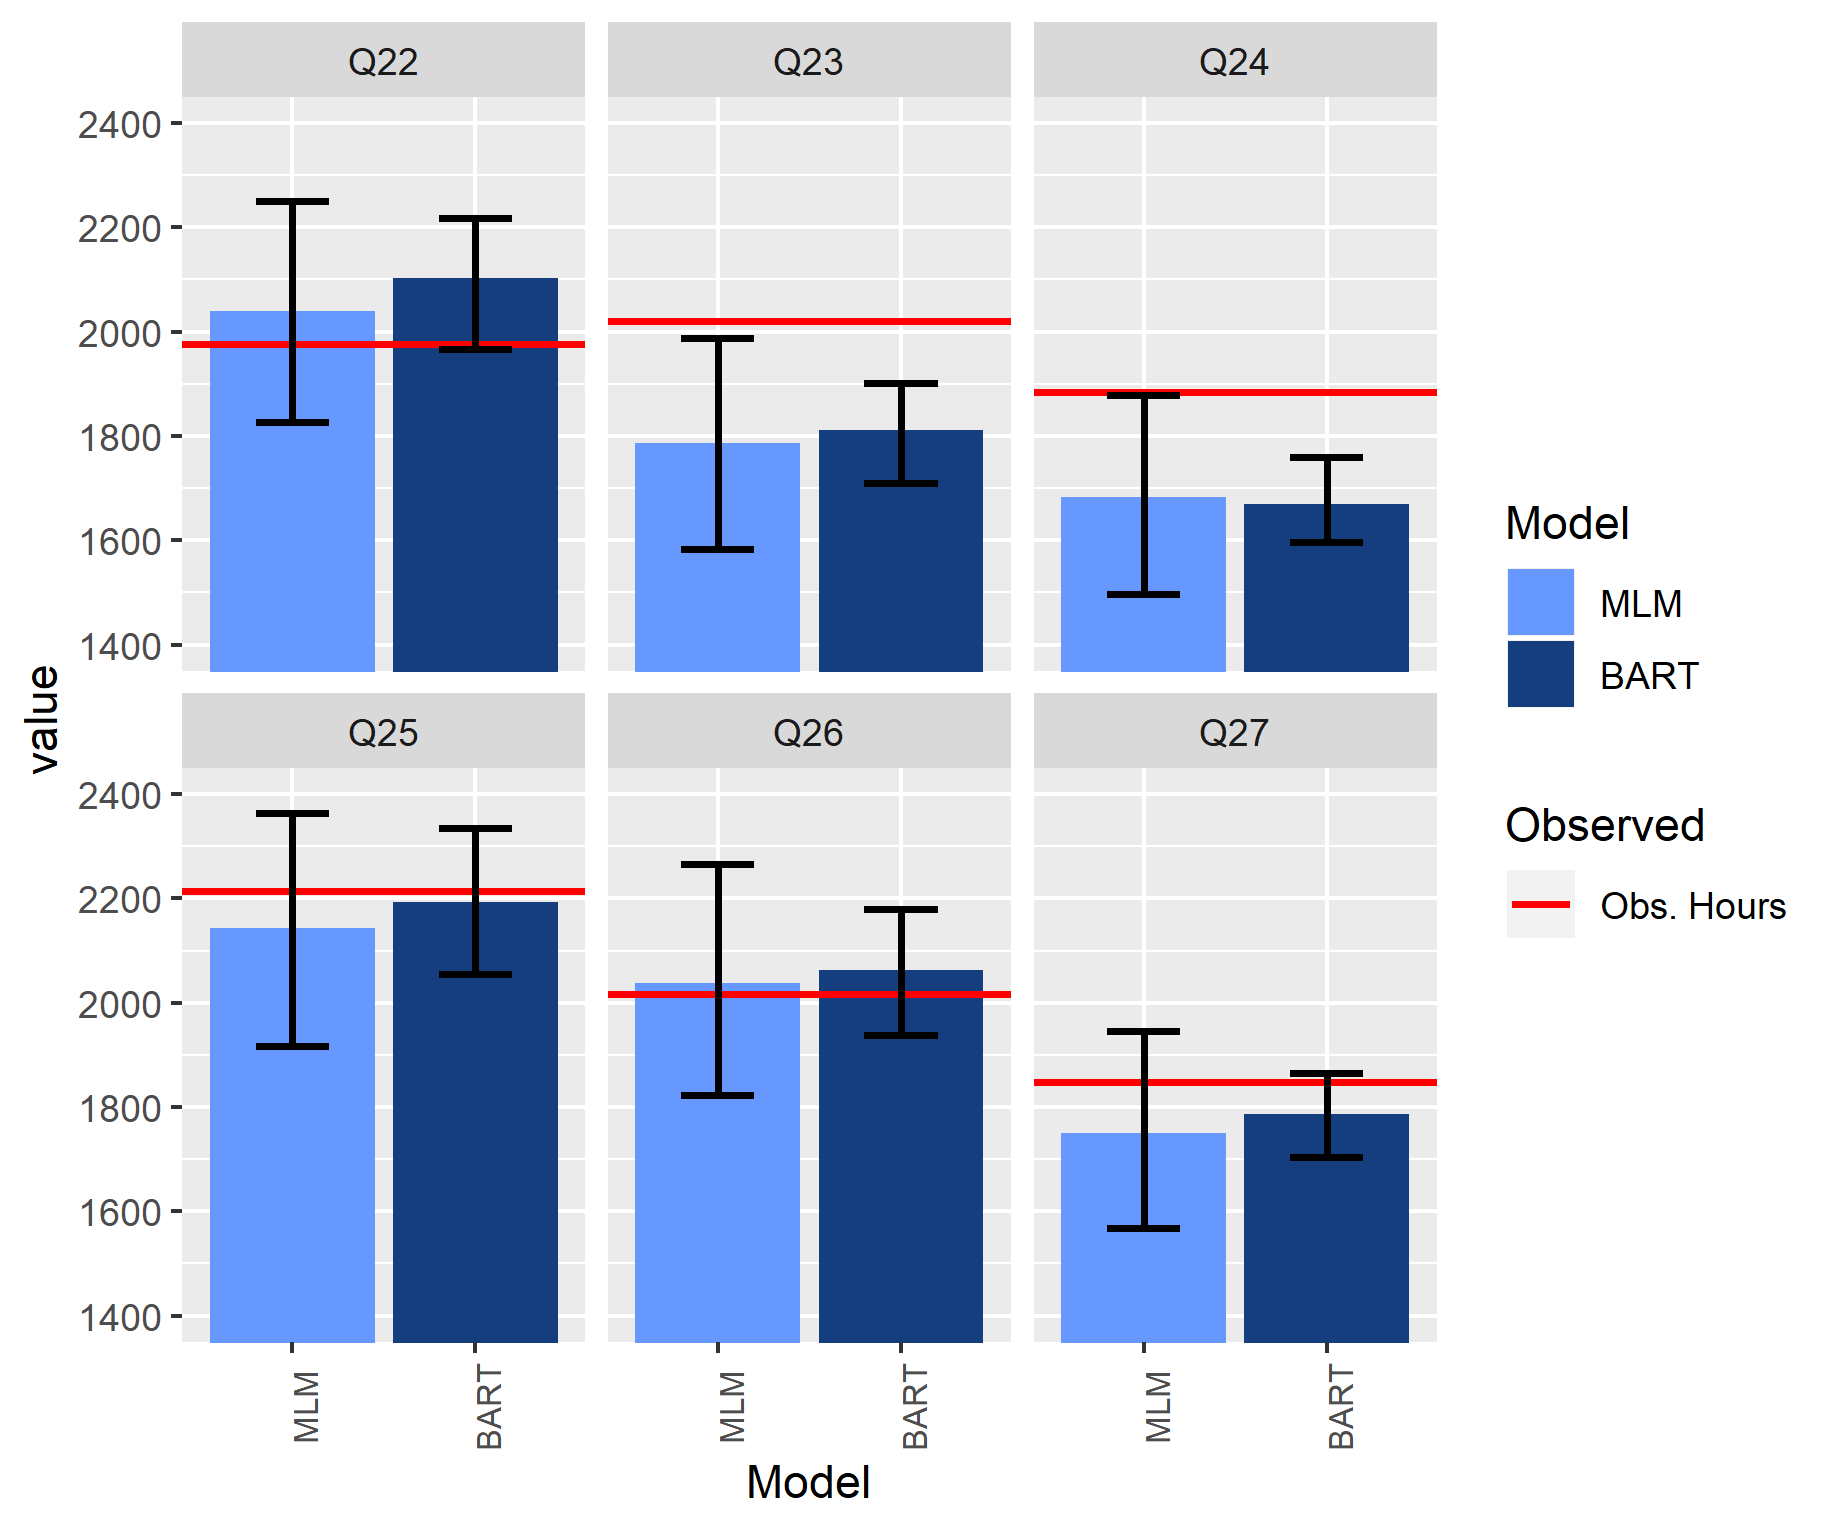 Q22 Q23 Q24
2400
2200
2000
1800
1600
1400
value
Q25 Q26 Q27
2400
2200
2000
1800
1600
1400
MLM BART MLM BART MLM BART
Model
Model
MLM
BART
Observed
Obs. Hours